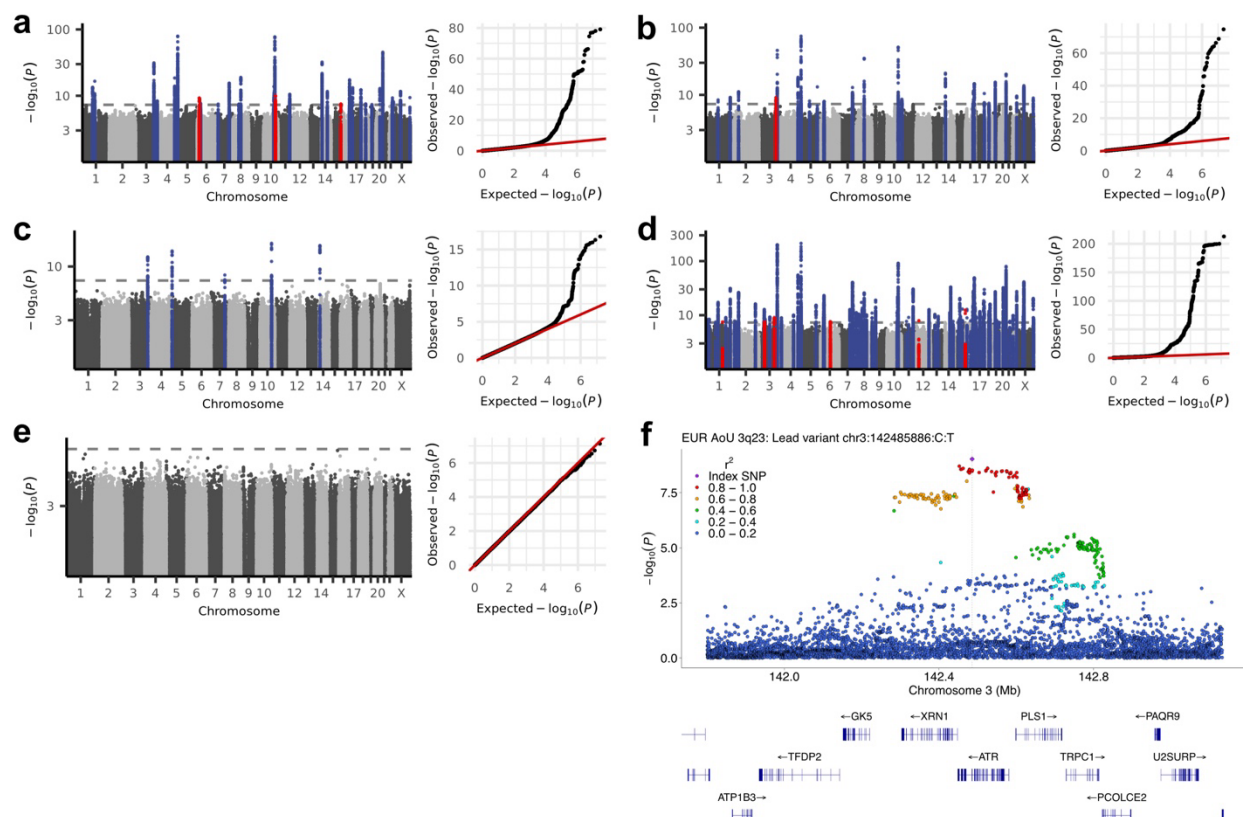 a
100
30
10
3
−log10(P)
1 2 3 4 5 6 7 8 9 10 12 14 17 20 X
Chromosome
80
60
40
20
0
Observed −log10(P)
0 2 4 6
Expected −log10(P)
b
100
30
10
3
−log10(P)
1 2 3 4 5 6 7 8 9 10 12 14 17 20 X
Chromosome
60
40
20
0
Observed −log10(P)
0 2 4 6
Expected −log10(P)
c
10
3
−log10(P)
1 2 3 4 5 6 7 8 9 10 12 14 17 20 X
Chromosome
15
10
5
0
Observed −log10(P)
0 2 4 6
Expected −log10(P)
d
300
100
30
10
3
−log10(P)
1 2 3 4 5 6 7 8 9 10 12 14 17 20 X
Chromosome
200
150
100
50
0
Observed −log10(P)
0 2 4 6
Expected −log10(P)
e
3
−log10(P)
1 2 3 4 5 6 7 8 9 10 12 14 17 20 X
Chromosome
6
4
2
0
Observed −log10(P)
0 2 4 6
Expected −log10(P)
f
EUR AoU 3q23: Lead variant chr3:142485886:C:T
r2
Index SNP
0.8 − 1.0
0.6 − 0.8
0.4 − 0.6
0.2 − 0.4
0.0 − 0.2
7.5
5.0
2.5
0.0
−log10(P)
142.0 142.4 142.8
Chromosome 3 (Mb)
←GK5 ←XRN1 PLS1→ ←PAQR9
←TFDP2 ←ATR TRPC1→ U2SURP→
ATP1B3→ ←PCOLCE2